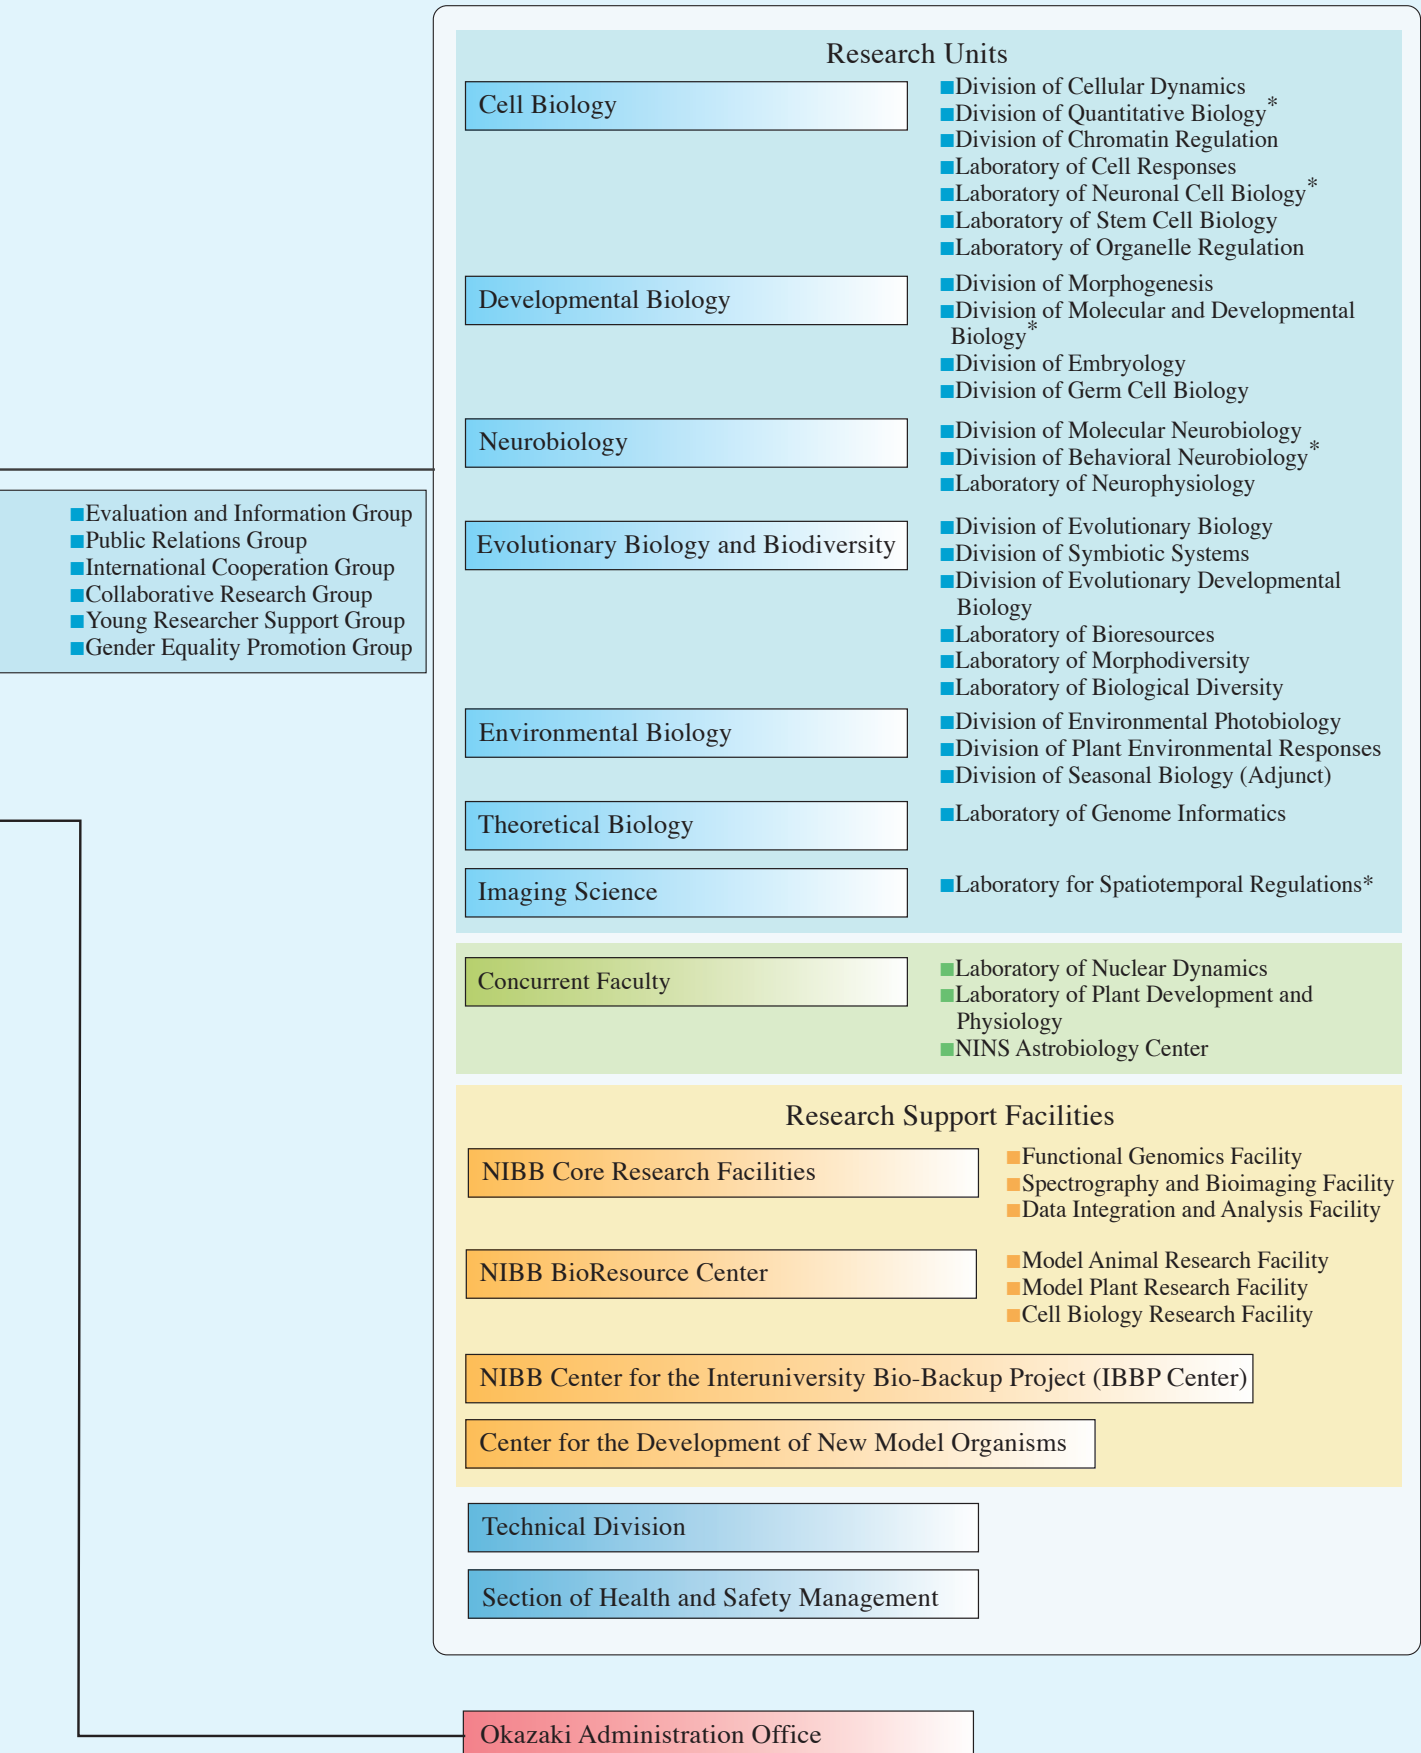 Research Units
Cell Biology
■Division of Cellular Dynamics
■Division of Quantitative Biology*
■Division of Chromatin Regulation
■Laboratory of Cell Responses
■Laboratory of Neuronal Cell Biology*
■Laboratory of Stem Cell Biology
■Laboratory of Organelle Regulation
Developmental Biology
■Division of Morphogenesis
■Division of Molecular and Developmental
Biology*
■Division of Embryology
■Division of Germ Cell Biology
Neurobiology
■Division of Molecular Neurobiology
■Division of Behavioral Neurobiology*
■Laboratory of Neurophysiology
■Evaluation and Information Group
■Public Relations Group
■International Cooperation Group
■Collaborative Research Group
■Young Researcher Support Group
■Gender Equality Promotion Group
Evolutionary Biology and Biodiversity
■Division of Evolutionary Biology
■Division of Symbiotic Systems
■Division of Evolutionary Developmental
Biology
■Laboratory of Bioresources
■Laboratory of Morphodiversity
■Laboratory of Biological Diversity
Environmental Biology
■Division of Environmental Photobiology
■Division of Plant Environmental Responses
■Division of Seasonal Biology (Adjunct)
Theoretical Biology
■Laboratory of Genome Informatics
Imaging Science
■Laboratory for Spatiotemporal Regulations*
Concurrent Faculty
■Laboratory of Nuclear Dynamics
■Laboratory of Plant Development and
Physiology
■NINS Astrobiology Center
Research Support Facilities
NIBB Core Research Facilities
■Functional Genomics Facility
■Spectrography and Bioimaging Facility
■Data Integration and Analysis Facility
NIBB BioResource Center
■Model Animal Research Facility
■Model Plant Research Facility
■Cell Biology Research Facility
NIBB Center for the Interuniversity Bio-Backup Project (IBBP Center)
Center for the Development of New Model Organisms
Technical Division
Section of Health and Safety Management
Okazaki Administration Office